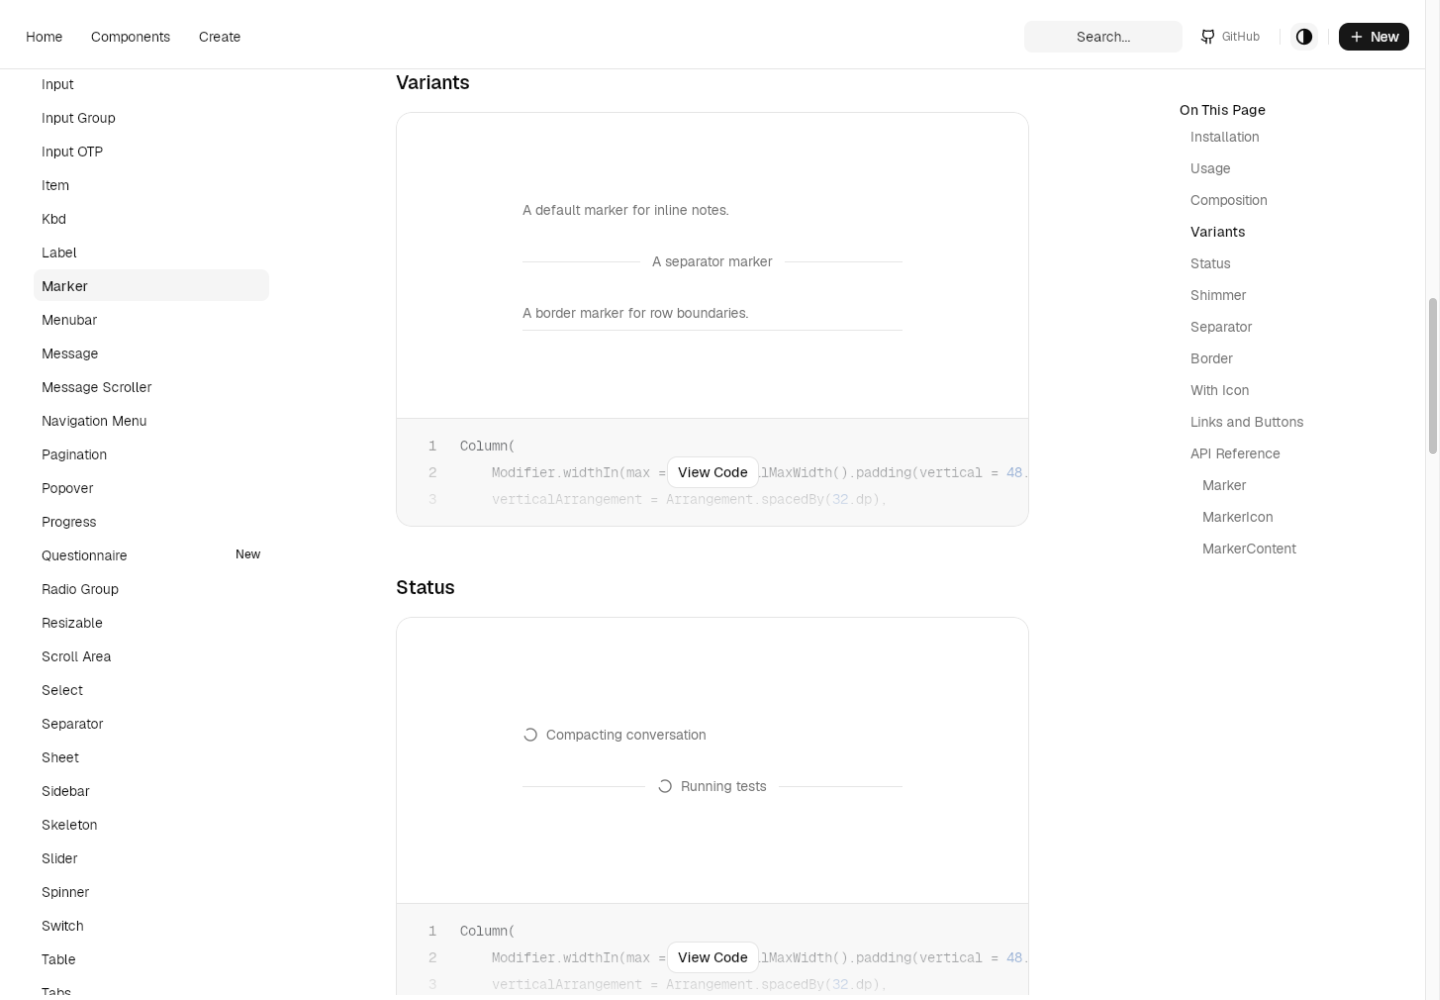 Home
Components
Create
Search...
GitHub
New
Input
Input Group
Input OTP
Item
Kbd
Label
Marker
Menubar
Message
Message Scroller
Navigation Menu
Pagination
Popover
Progress
Questionnaire New
Radio Group
Resizable
Scroll Area
Select
Separator
Sheet
Sidebar
Skeleton
Slider
Spinner
Switch
Table
Tabs
Variants
A default marker for inline notes.
A separator marker
A border marker for row boundaries.
1 Column(
2 Modifier.widthIn(max = lMaxWidth().padding(vertical = 48.
View Code
3 verticalArrangement = Arrangement.spacedBy(32.dp),
Status
Compacting conversation
Running tests
1 Column(
2 Modifier.widthIn(max = lMaxWidth().padding(vertical = 48.
View Code
3 verticalArrangement = Arrangement.spacedBy(32.dp),
On This Page
Installation
Usage
Composition
Variants
Status
Shimmer
Separator
Border
With Icon
Links and Buttons
API Reference
Marker
MarkerIcon
MarkerContent